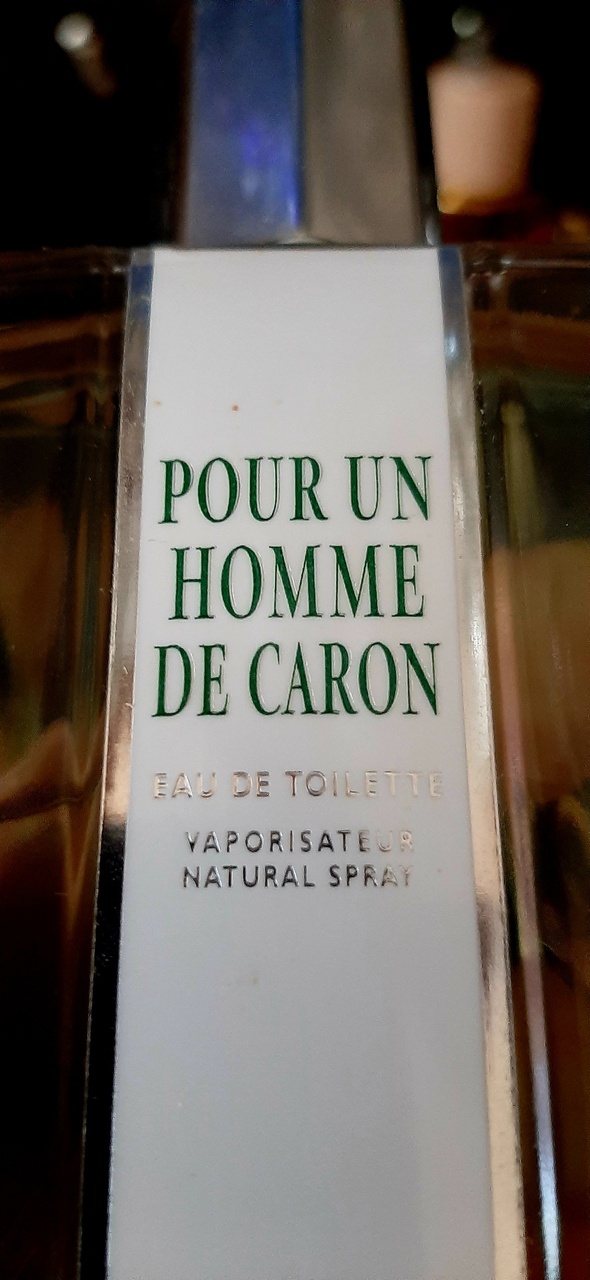 POUR UN
HOMME
DE CARON
EAU DE TOILETTE
VAPORISATEUR
NATURAL SPRAY